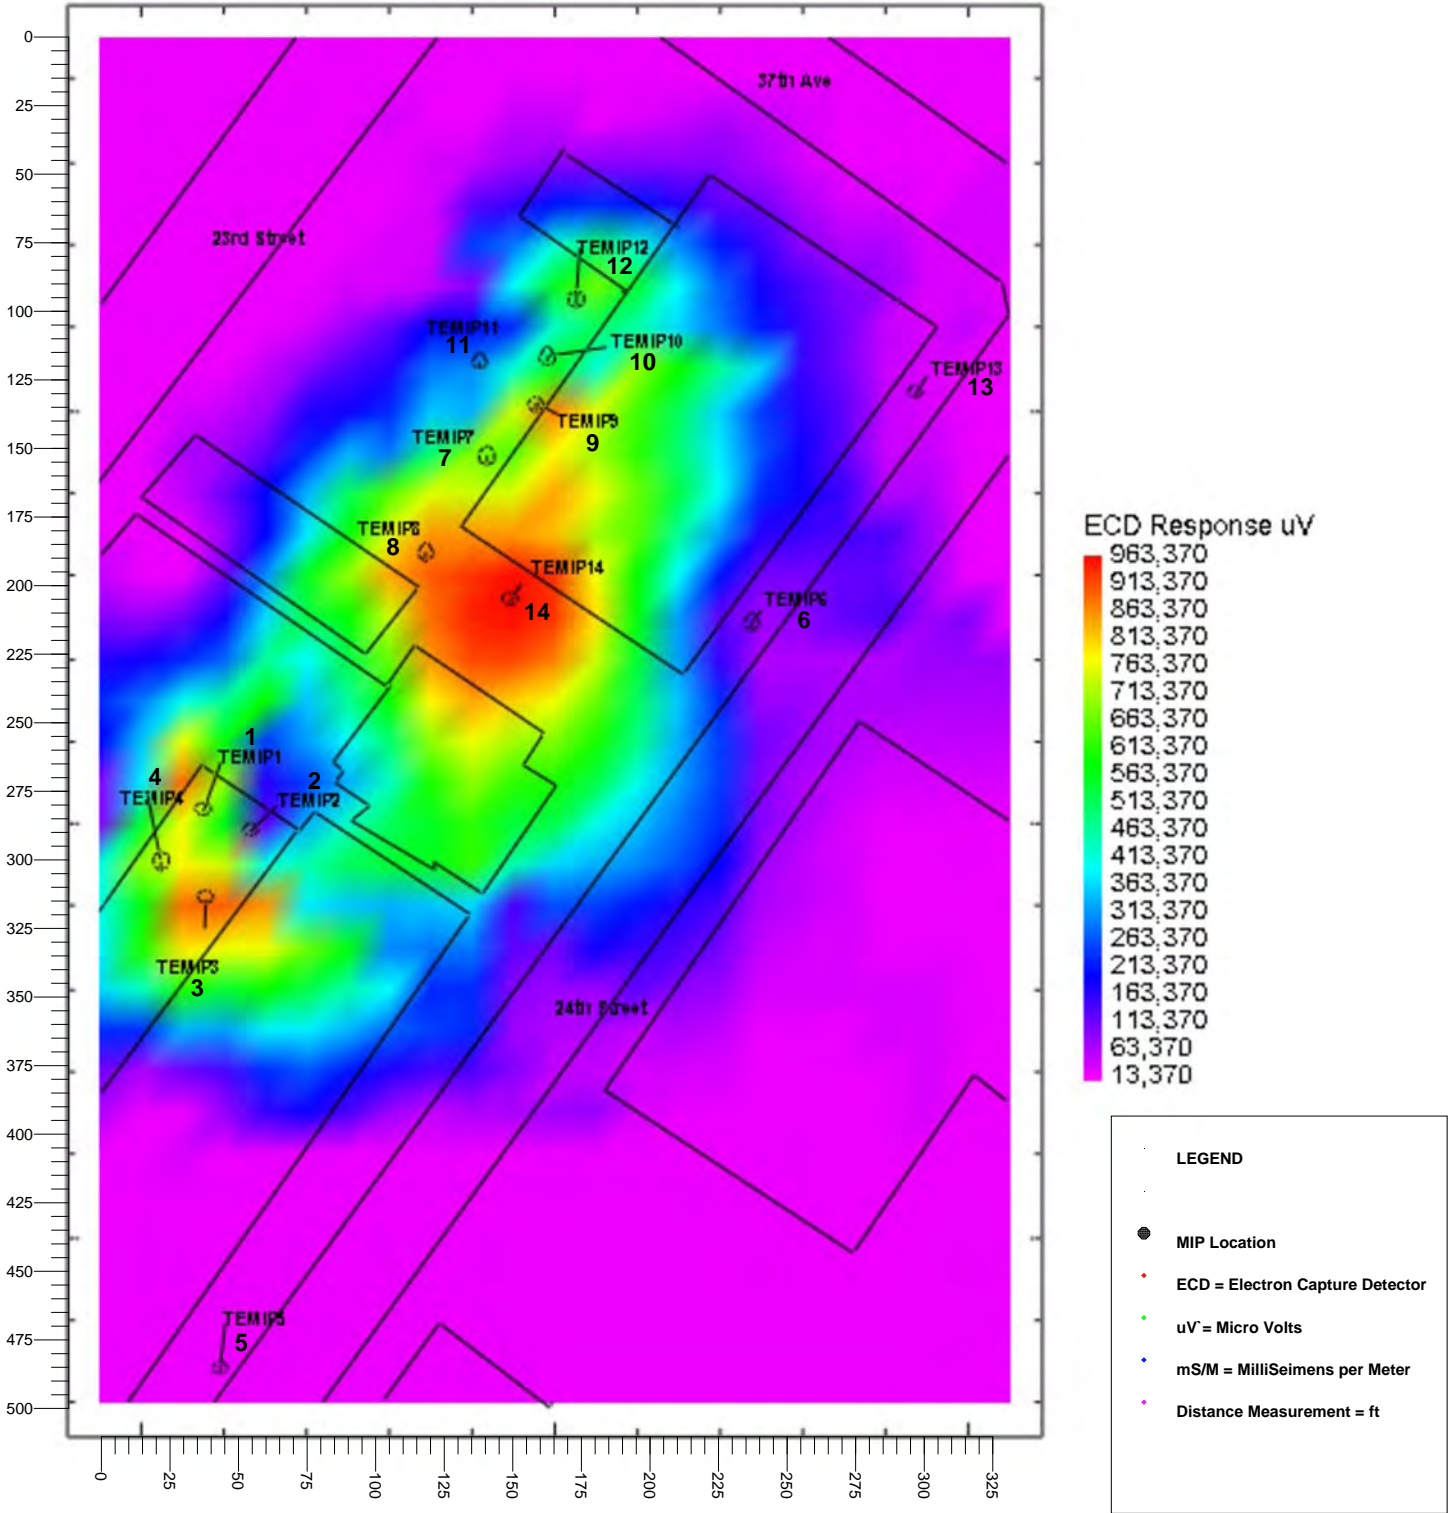 0
25
50
75
100
125
150
175
200
225
250
275
300
325
350
375
400
425
450
475
500
37th Ave
23rd Street
TEMIP12
12
TEMIP11
11
TEMIP10
10
TEMIP13
13
TEMIP9
9
TEMIP7
7
TEMIP8
8
TEMIP14
14
TEMIP6
6
1
TEMIP1
4
TEMIP4
2
TEMIP2
TEMIP3
3
24th Street
TEMIP5
5
0
25
50
75
100
125
150
175
200
225
250
275
300
325
ECD Response uV
963,370
913,370
863,370
813,370
763,370
713,370
663,370
613,370
563,370
513,370
463,370
413,370
363,370
313,370
263,370
213,370
163,370
113,370
63,370
13,370
LEGEND
MIP Location
ECD = Electron Capture Detector
uV`= Micro Volts
mS/M = MilliSeimens per Meter
Distance Measurement = ft